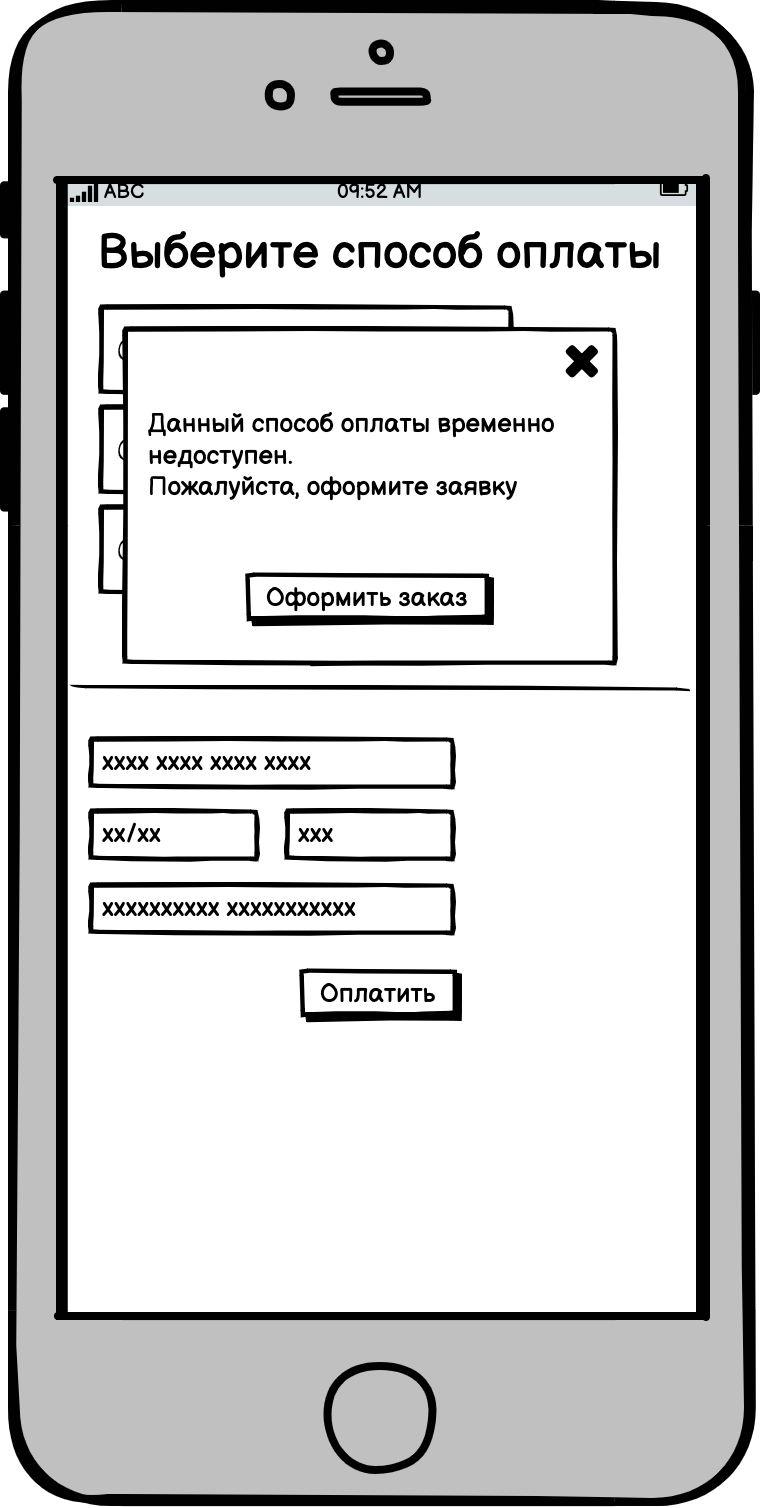 ABC 09:52 AM
Выберите способ оплаты
Данный способ оплаты временно
недоступен.
Пожалуйста, оформите заявку
Оформить заказ
xxxx xxxx xxxx xxxx
xx/xx xxx
xxxxxxxxxx xxxxxxxxxxx
Оплатить